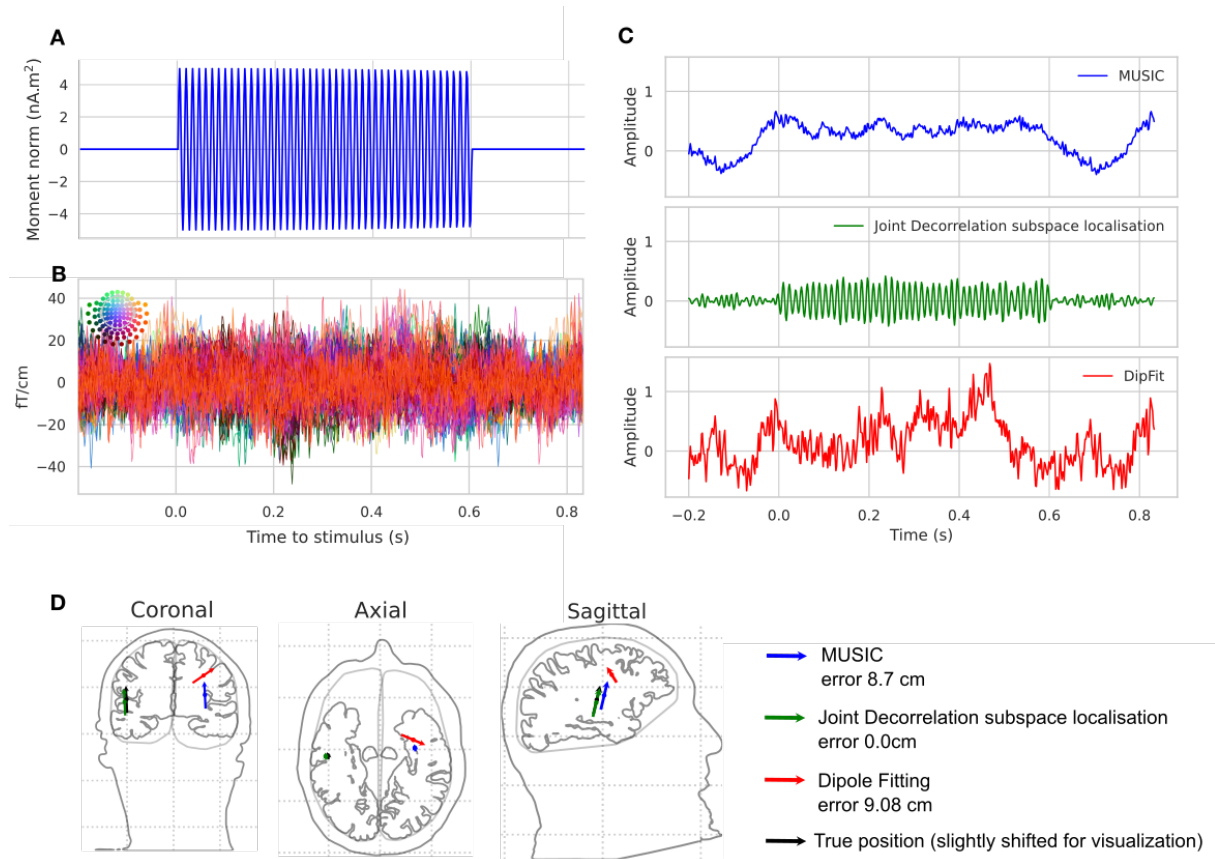 A
Moment norm (nA.m²)
4
2
0
−2
−4
B
fT/cm
40
20
0
−20
−40
0.0 0.2 0.4 0.6 0.8
Time to stimulus (s)
C
MUSIC
Amplitude
1
0
Joint Decorrelation subspace localisation
Amplitude
1
0
DipFit
Amplitude
1
0
−0.2 0.0 0.2 0.4 0.6 0.8
Time (s)
D
Coronal Axial Sagittal
MUSIC
error 8.7 cm
Joint Decorrelation subspace localisation
error 0.0cm
Dipole Fitting
error 9.08 cm
True position (slightly shifted for visualization)